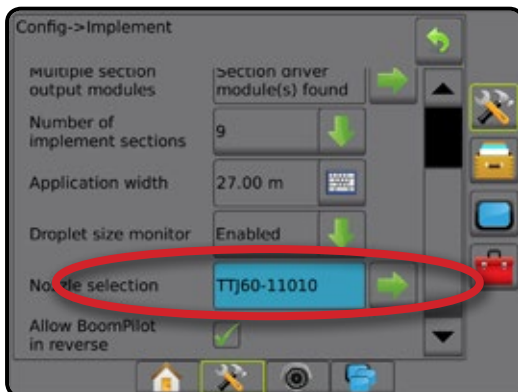 Config->Implement
Multiple section
output modules
Section driver
module(s) found
Number of
implement sections
9
Application width
27.00 m
Droplet size monitor
Enabled
Nozzle selection
TTJ60-11010
Allow BoomPilot
in reverse